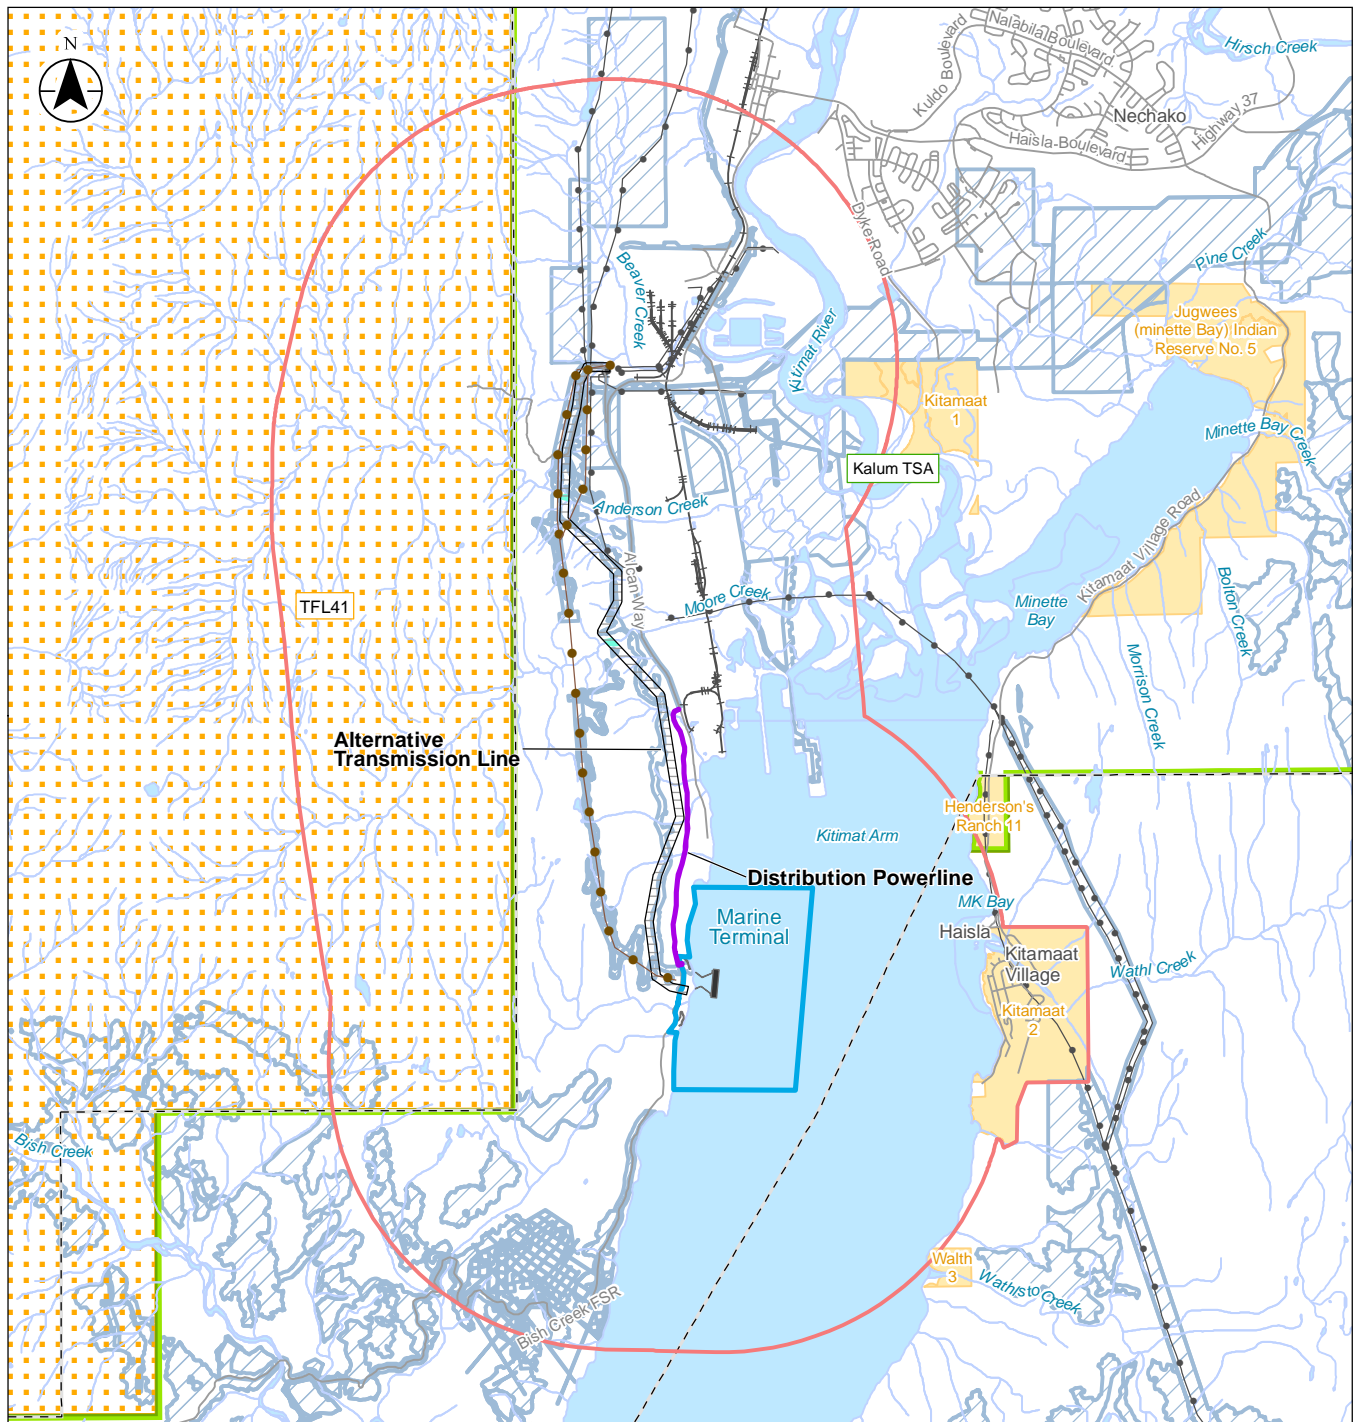 N
Hirsch Creek
Nalabila Boulevard
Kuldo Boulevard
Nechako
Highway 37
Haisla Boulevard
Dyke Road
Pine Creek
Beaver Creek
Kitimat River
Jugwees
(minette Bay) Indian
Reserve No. 5
Kitamaat
1
Minette Bay Creek
Kalum TSA
Anderson Creek
Kitamaat Village Road
Alcan Way
Moore Creek
Bolton Creek
TFL41
Minette
Bay
Morrison Creek
Alternative
Transmission Line
Henderson's
Ranch 11
Kitimat Arm
Distribution Powerline
MK Bay
Marine
Terminal
Haisla
Kitamaat
Village
Wathl Creek
Kitamaat
2
Bish Creek
Walth
3
Wathlsto Creek
Bish Creek FSR